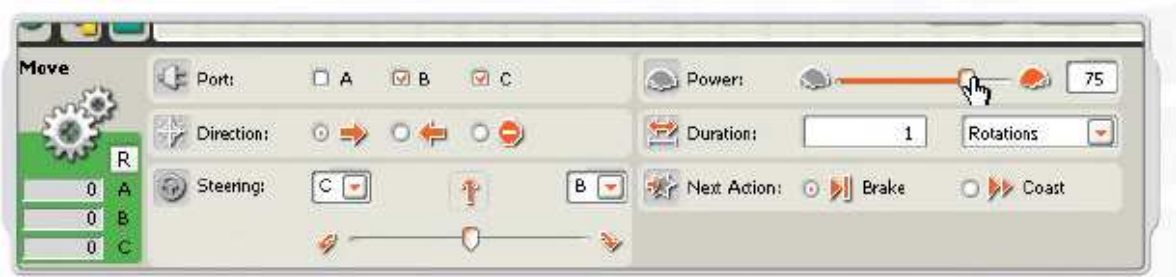 Move
R
0 A
0 B
0 C
Port: A B C
Direction:
Steering: C B
Power: 75
Duration: 1 Rotations
Next Action: Brake Coast